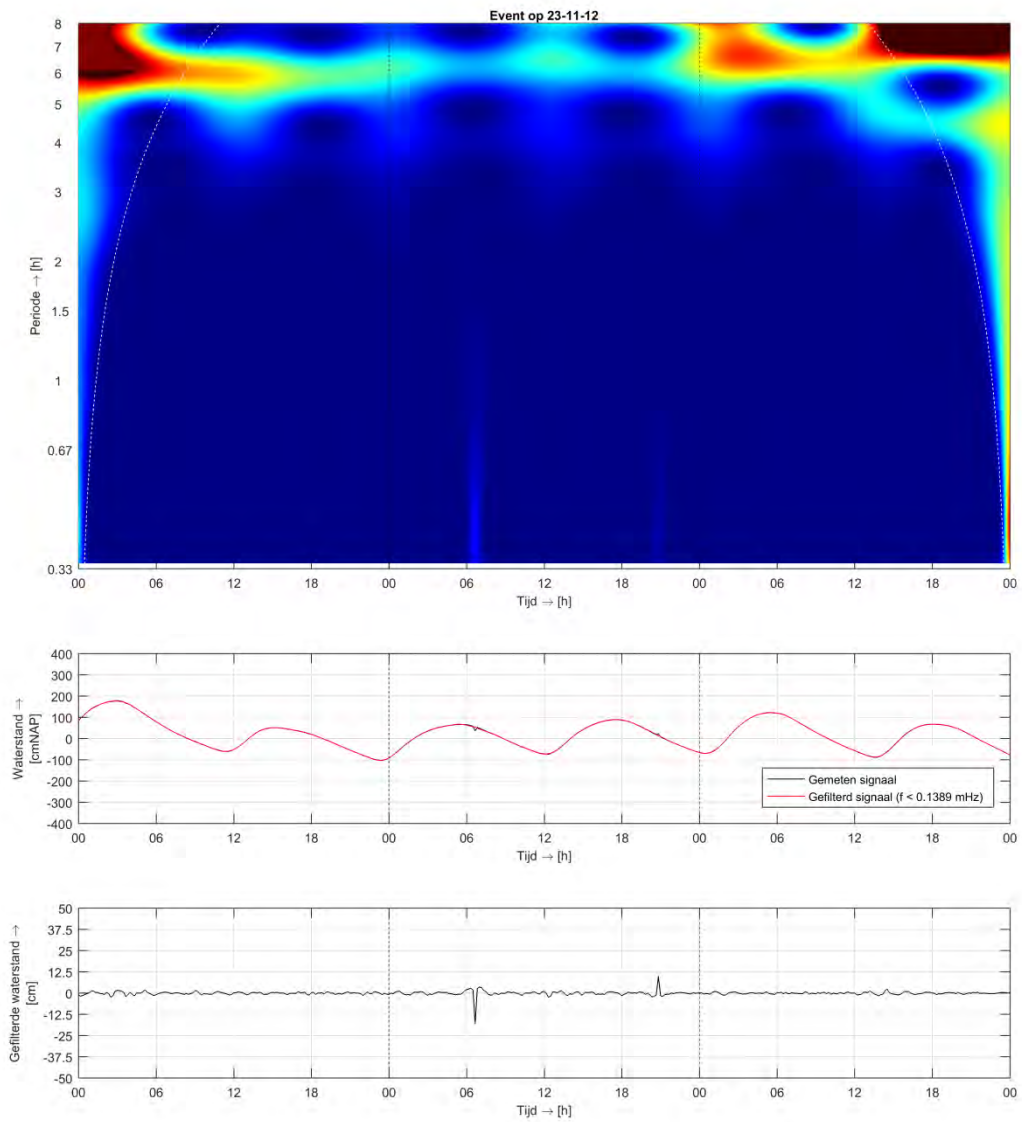 Event op 23-11-12
Periode → [h]
8
7
6
5
4
3
2
1.5
1
0.67
0.33
00 06 12 18 00 06 12 18 00 06 12 18 00
Tijd → [h]
Waterstand →
[cmNAP]
400
300
200
100
0
-100
-200
-300
-400
Gemeten signaal
Gefilterd signaal (f < 0.1389 mHz)
00 06 12 18 00 06 12 18 00 06 12 18 00
Tijd → [h]
Gefilterde waterstand →
[cm]
50
37.5
25
12.5
0
-12.5
-25
-37.5
-50
00 06 12 18 00 06 12 18 00 06 12 18 00
Tijd → [h]